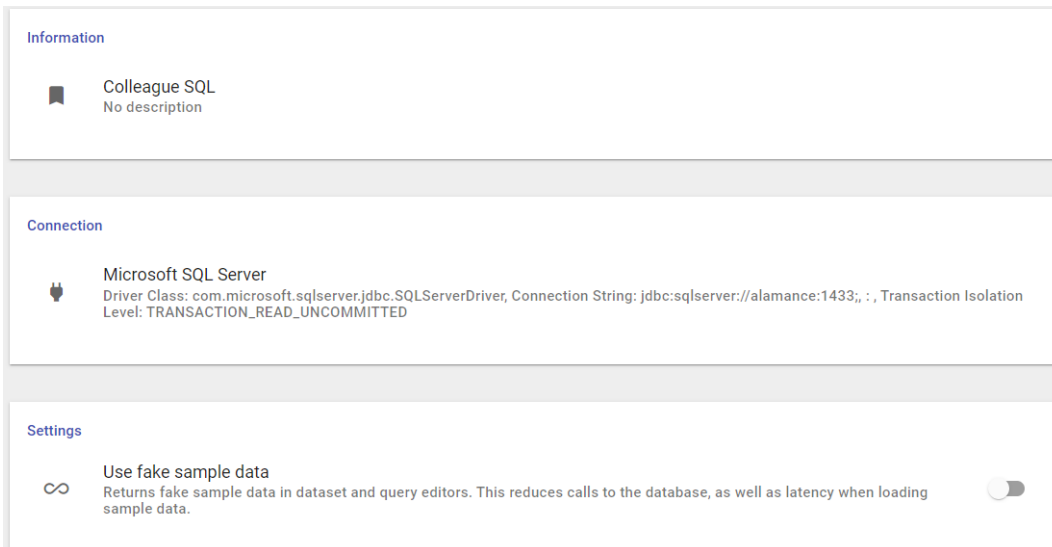 Information
Colleague SQL
No description
Connection
Microsoft SQL Server
Driver Class: com.microsoft.sqlserver.jdbc.SQLServerDriver, Connection String: jdbc:sqlserver://alamance:1433;, : , Transaction Isolation
Level: TRANSACTION_READ_UNCOMMITTED
Settings
Use fake sample data
Returns fake sample data in dataset and query editors. This reduces calls to the database, as well as latency when loading
sample data.